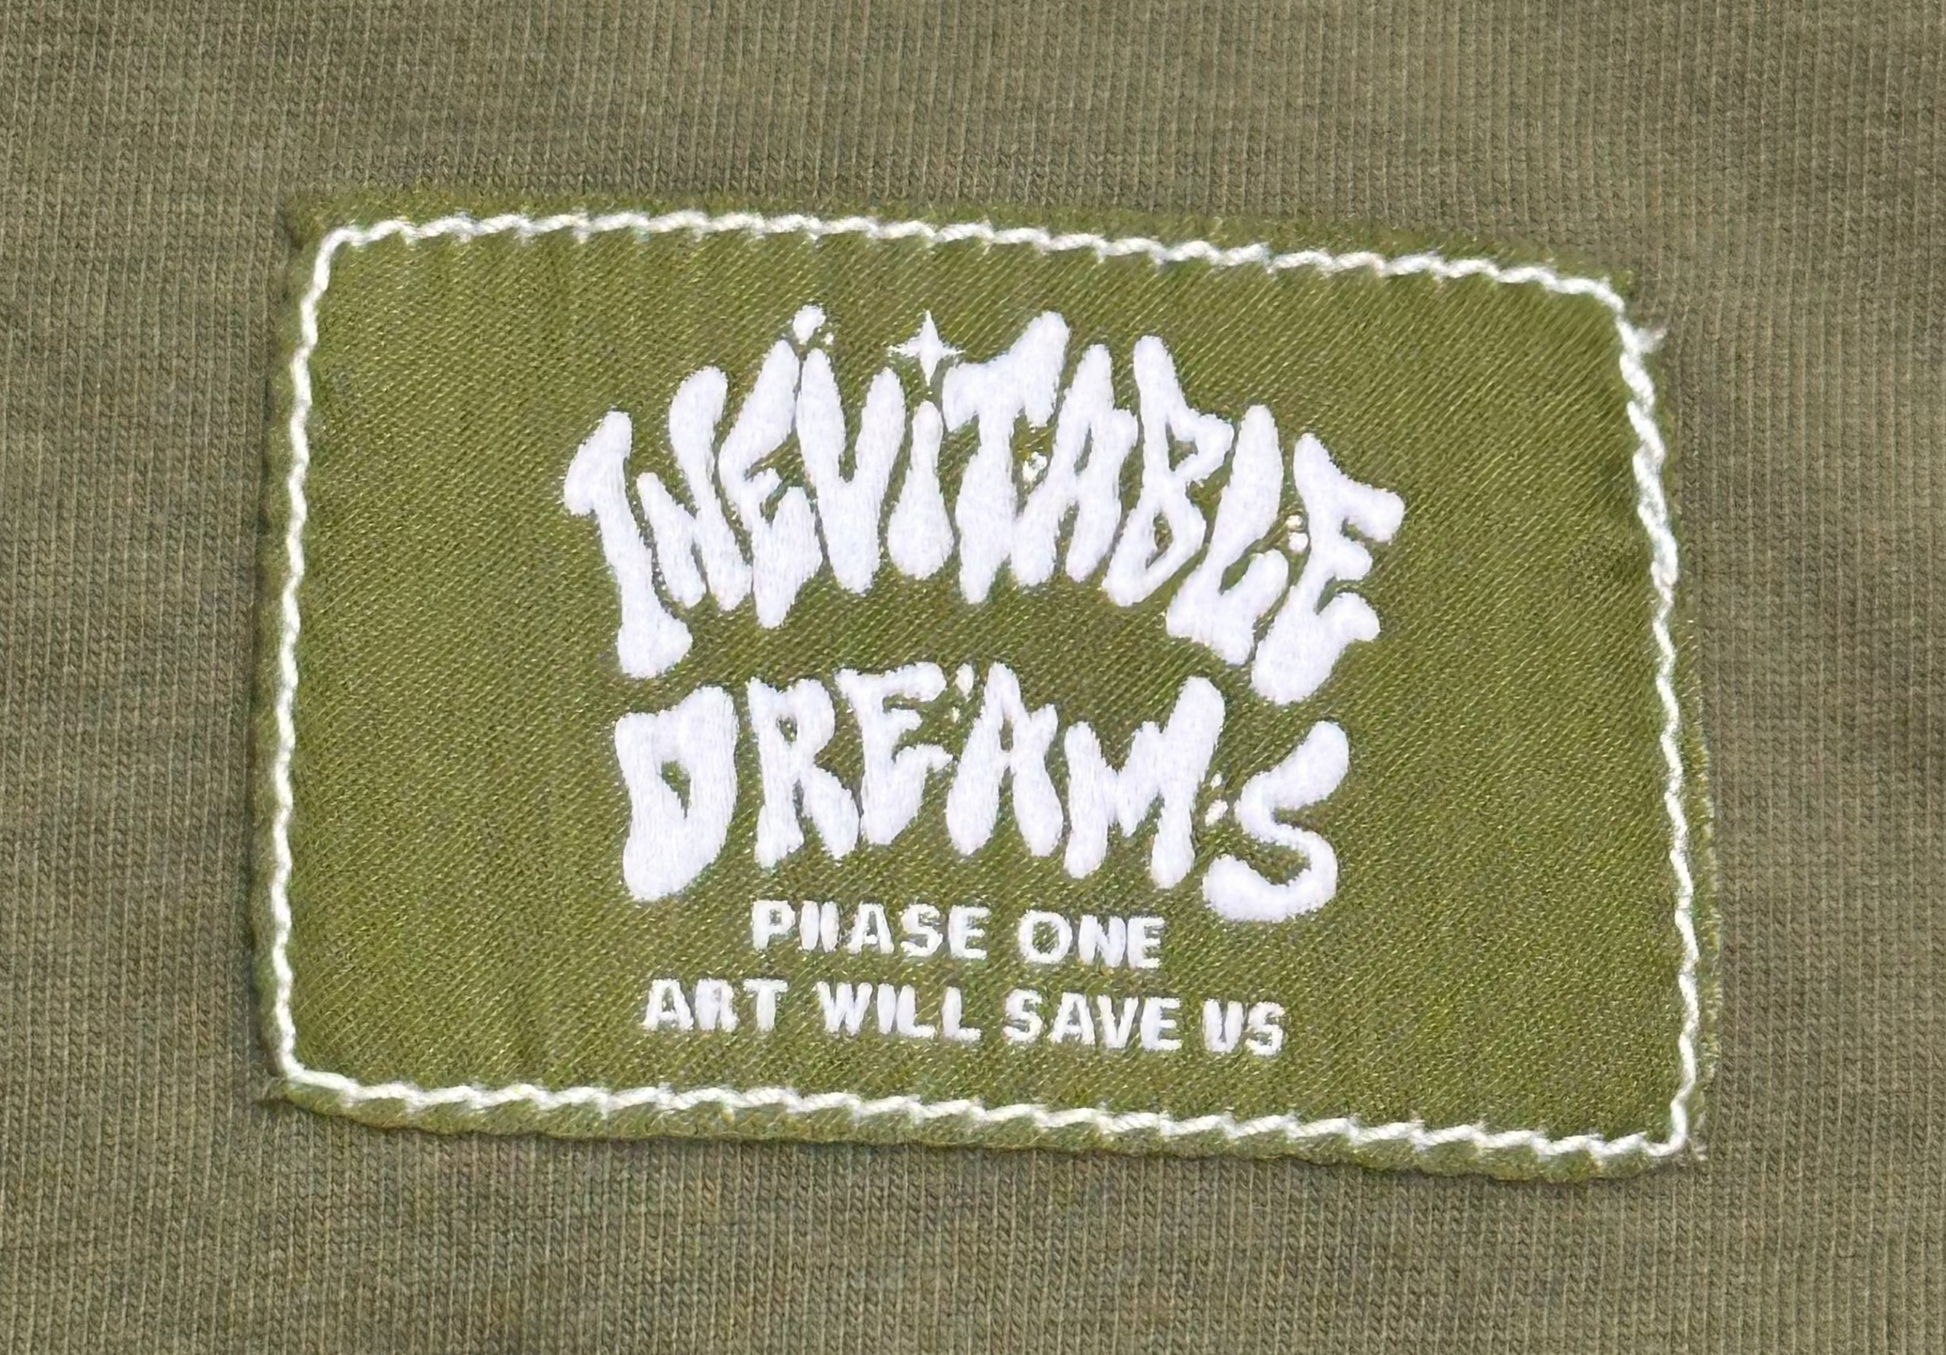 INEVITABLE
DREAMS
PHASE ONE
ART WILL SAVE US